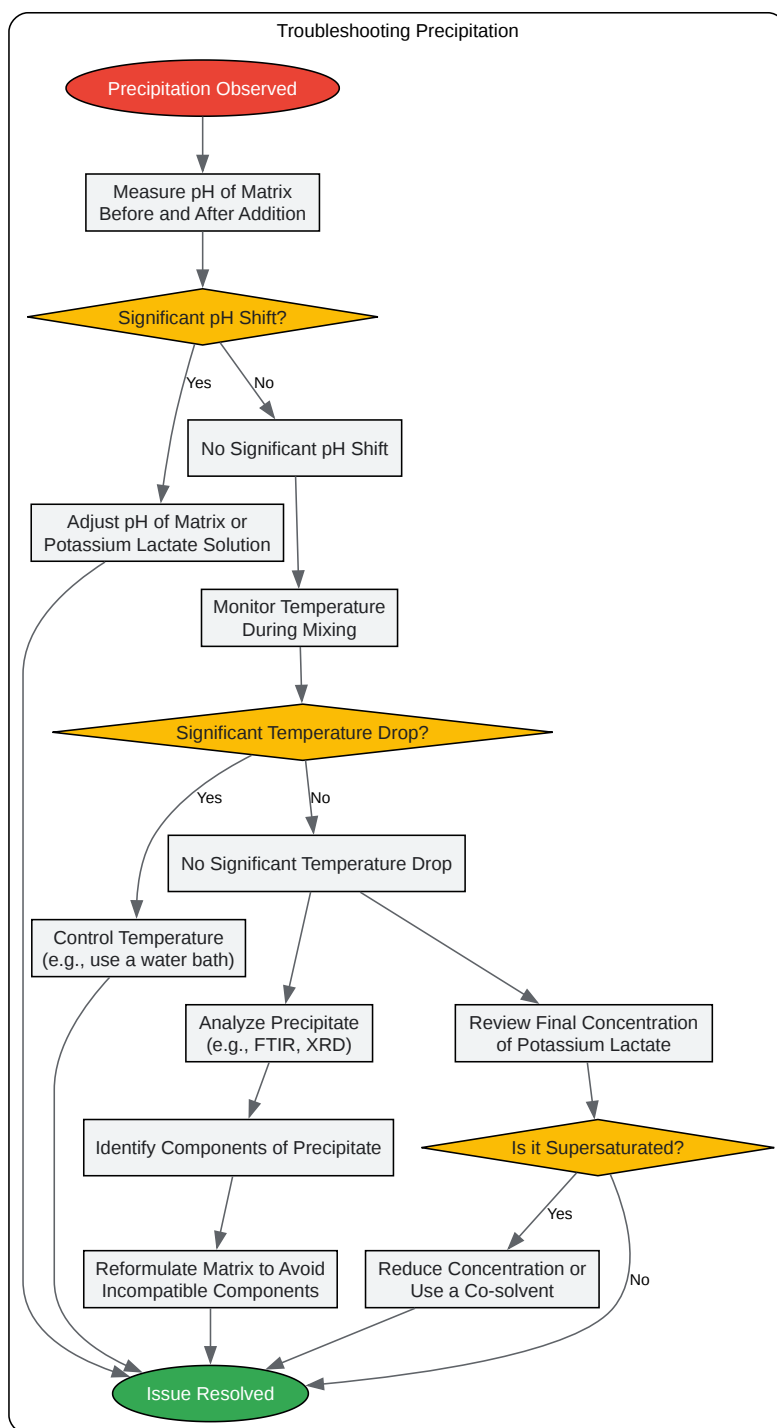 Troubleshooting Precipitation
Precipitation Observed
Measure pH of Matrix
Before and After Addition
Significant pH Shift?
Yes
No
No Significant pH Shift
Adjust pH of Matrix or
Potassium Lactate Solution
Monitor Temperature
During Mixing
Significant Temperature Drop?
Yes
No
No Significant Temperature Drop
Control Temperature
(e.g., use a water bath)
Analyze Precipitate
(e.g., FTIR, XRD)
Review Final Concentration
of Potassium Lactate
Identify Components of Precipitate
Is it Supersaturated?
Yes
No
Reformulate Matrix to Avoid
Incompatible Components
Reduce Concentration or
Use a Co-solvent
Issue Resolved